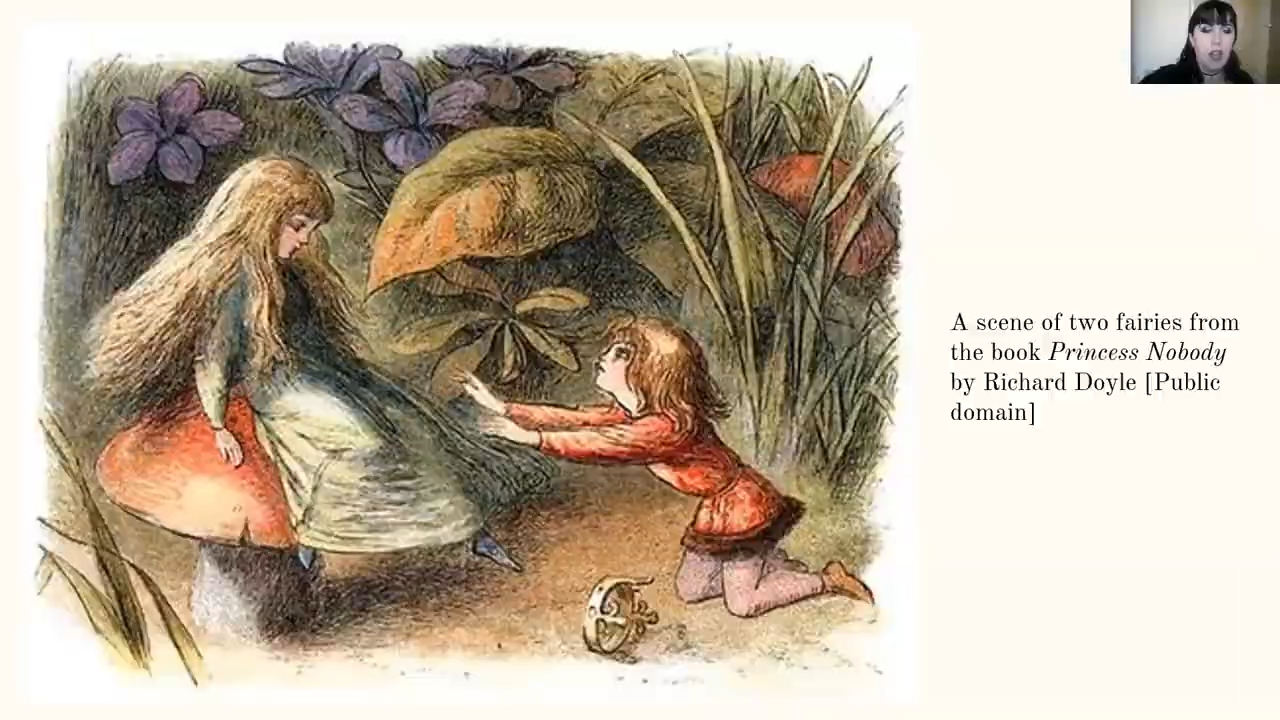 A scene of two fairies from
the book Princess Nobody
by Richard Doyle [Public
domain]